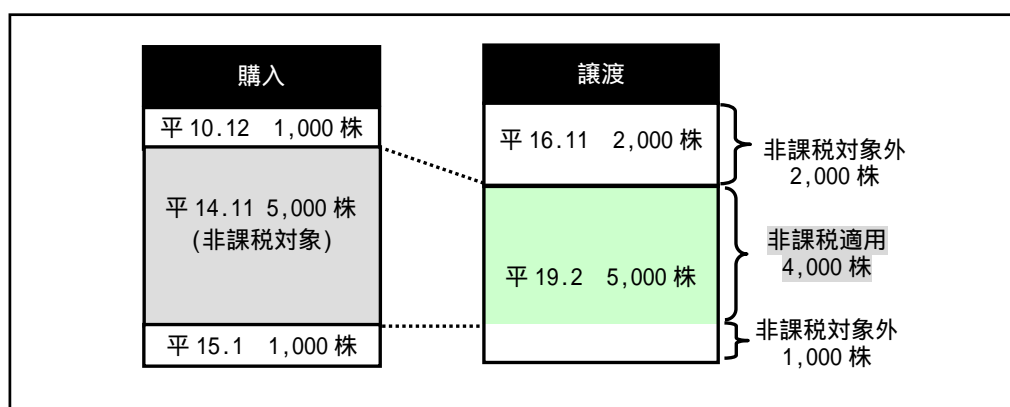 購入
平 10.12 1,000 株
平 14.11 5,000 株
(非課税対象)
平 15.1 1,000 株
譲渡
平 16.11 2,000 株
平 19.2 5,000 株
非課税対象外
2,000 株
非課税適用
4,000 株
非課税対象外
1,000 株